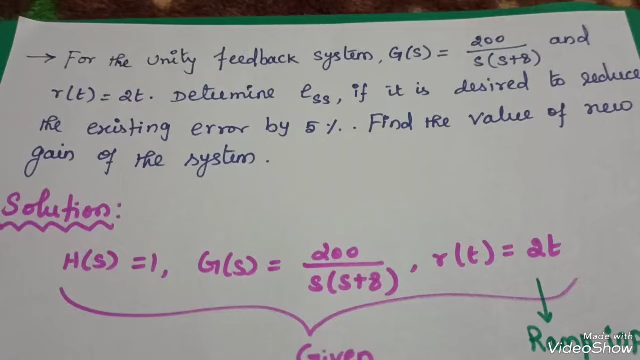 → For the unity feedback system, G(S) = 200 / S(S+8) and
r(t) = 2t. Determine ess, if it is desired to reduce
the existing error by 5%. Find the value of new
gain of the system.
Solution:
H(S) = 1, G(S) = 200 / S(S+8), r(t) = 2t
Given
Made with
VideoShow